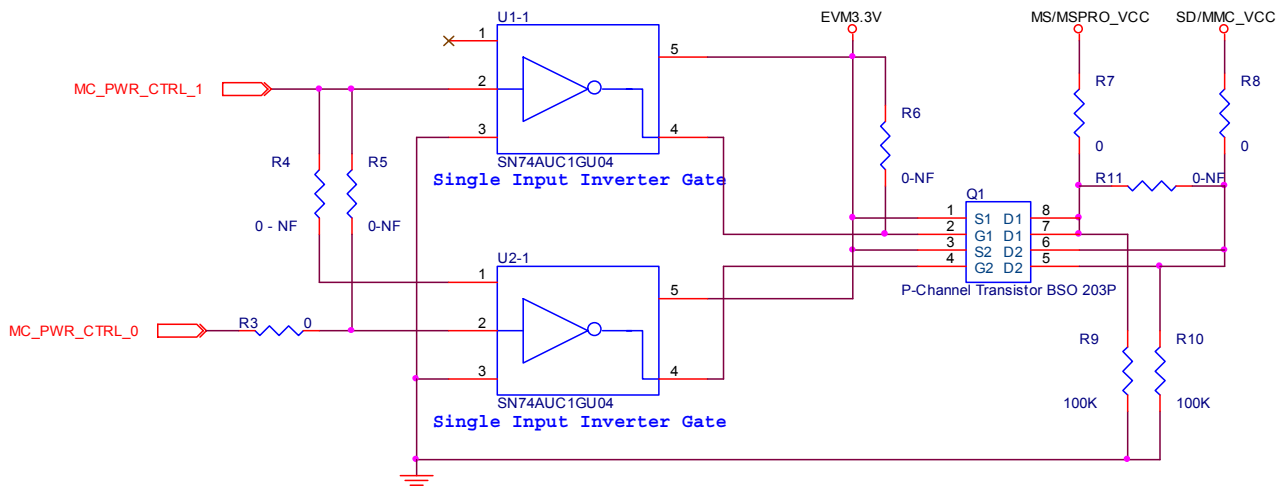 U1-1
EVM3.3V
MS/MSPRO_VCC
SD/MMC_VCC
1
5
MC_PWR_CTRL_1
2
R7
R8
R6
3
4
0
0
R4
R5
SN74AUC1GU04
Single Input Inverter Gate
0-NF
R11
0-NF
Q1
0 - NF
0-NF
1 S1 D1 8
2 G1 D1 7
3 S2 D2 6
4 G2 D2 5
U2-1
1
5
P-Channel Transistor BSO 203P
MC_PWR_CTRL_0
R3
0
2
R9
R10
3
4
SN74AUC1GU04
Single Input Inverter Gate
100K
100K